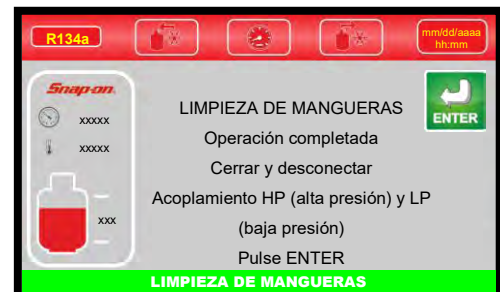 R134a
mm/dd/aaaa
hh:mm
Snap-on
xxxxx
xxxxx
xxx
LIMPIEZA DE MANGUERAS
Operación completada
Cerrar y desconectar
Acoplamiento HP (alta presión) y LP
(baja presión)
Pulse ENTER
ENTER
LIMPIEZA DE MANGUERAS